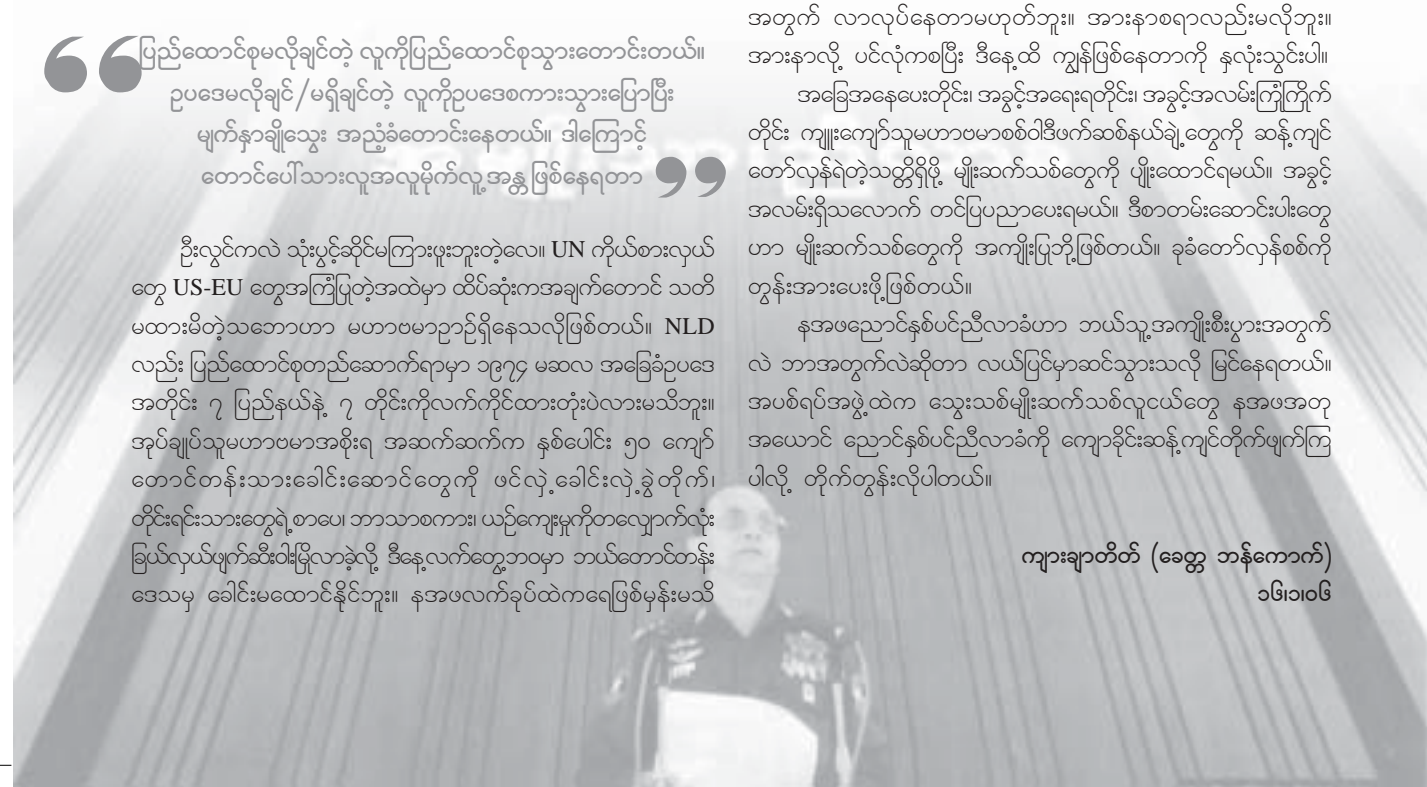 ပြည်ထောင်စုမလိုချင်တဲ့ လူကိုပြည်ထောင်စုသွားတောင်းတယ်။
ဥပဒေမလိုချင်/မရှိချင်တဲ့ လူကိုဥပဒေစကားသွားပြောပြီး
မျက်နှာချိုသွေး အညံ့ခံတောင်းနေတယ်။ ဒါကြောင့်
တောင်ပေါ်သားလူအလူမိုက်လူ့အန္ဓဖြစ်နေရတာ
ဦးလွင်ကလဲ သုံးပွင့်ဆိုင်မကြားဖူးဘူးတဲ့လေ။ UN ကိုယ်စားလှယ်
တွေ US-EU တွေအကြံပြုတဲ့အထဲမှာ ထိပ်ဆုံးကအချက်တောင် သတိ
မထားမိတဲ့သဘောဟာ မဟာဗမာဉာဉ်ရှိနေသလိုဖြစ်တယ်။ NLD
လည်း ပြည်ထောင်စုတည်ဆောက်ရာမှာ ၁၉၇၄ မဆလ အခြေခံဥပဒေ
အတိုင်း ၇ ပြည်နယ်နဲ့ ၇ တိုင်းကိုလက်ကိုင်ထားတုံးပဲလားမသိဘူး။
အုပ်ချုပ်သူမဟာဗမာအစိုးရ အဆက်ဆက်က နှစ်ပေါင်း ၅၀ ကျော်
တောင်တန်းသားခေါင်းဆောင်တွေကို ဖင်လှဲ့ခေါင်းလှဲ့ခွဲတိုက်၊
တိုင်းရင်းသားတွေရဲ့စာပေ၊ ဘာသာစကား၊ ယဉ်ကျေးမှုကိုတလျှောက်လုံး
ခြယ်လှယ်ဖျက်ဆီးဝါးမြိုလာခဲ့လို့ ဒီနေ့လက်တွေ့ဘဝမှာ ဘယ်တောင်တန်း
ဒေသမှ ခေါင်းမထောင်နိုင်ဘူး။ နအဖလက်ခုပ်ထဲကရေဖြစ်မှန်းမသိ
အတွက် လာလုပ်နေတာမဟုတ်ဘူး။ အားနာစရာလည်းမလိုဘူး။
အားနာလို့ ပင်လုံကစပြီး ဒီနေ့ထိ ကျွန်ဖြစ်နေတာကို နှလုံးသွင်းပါ။
အခြေအနေပေးတိုင်း၊ အခွင့်အရေးရတိုင်း၊ အခွင့်အလမ်းကြုံကြိုက်
တိုင်း ကျူးကျော်သူမဟာဗမာစစ်ဝါဒီဖက်ဆစ်နယ်ချဲ့တွေကို ဆန့်ကျင်
တော်လှန်ရဲတဲ့သတ္တိရှိဖို့ မျိုးဆက်သစ်တွေကို ပျိုးထောင်ရမယ်။ အခွင့်
အလမ်းရှိသလောက် တင်ပြပညာပေးရမယ်။ ဒီစာတမ်းဆောင်းပါးတွေ
ဟာ မျိုးဆက်သစ်တွေကို အကျိုးပြုဘို့ဖြစ်တယ်။ ခုခံတော်လှန်စစ်ကို
တွန်းအားပေးဖို့ဖြစ်တယ်။
နအဖညောင်နှစ်ပင်ညီလာခံဟာ ဘယ်သူ့အကျိုးစီးပွားအတွက်
လဲ ဘာအတွက်လဲဆိုတာ လယ်ပြင်မှာဆင်သွားသလို မြင်နေရတယ်။
အပစ်ရပ်အဖွဲ့ထဲက သွေးသစ်မျိုးဆက်သစ်လူငယ်တွေ နအဖအတု
အယောင် ညောင်နှစ်ပင်ညီလာခံကို ကျောခိုင်းဆန့်ကျင်တိုက်ဖျက်ကြ
ပါလို့ တိုက်တွန်းလိုပါတယ်။
ကျားချာတိတ် (ခေတ္တ ဘန်ကောက်)
၁၆၊၁၊၀၆